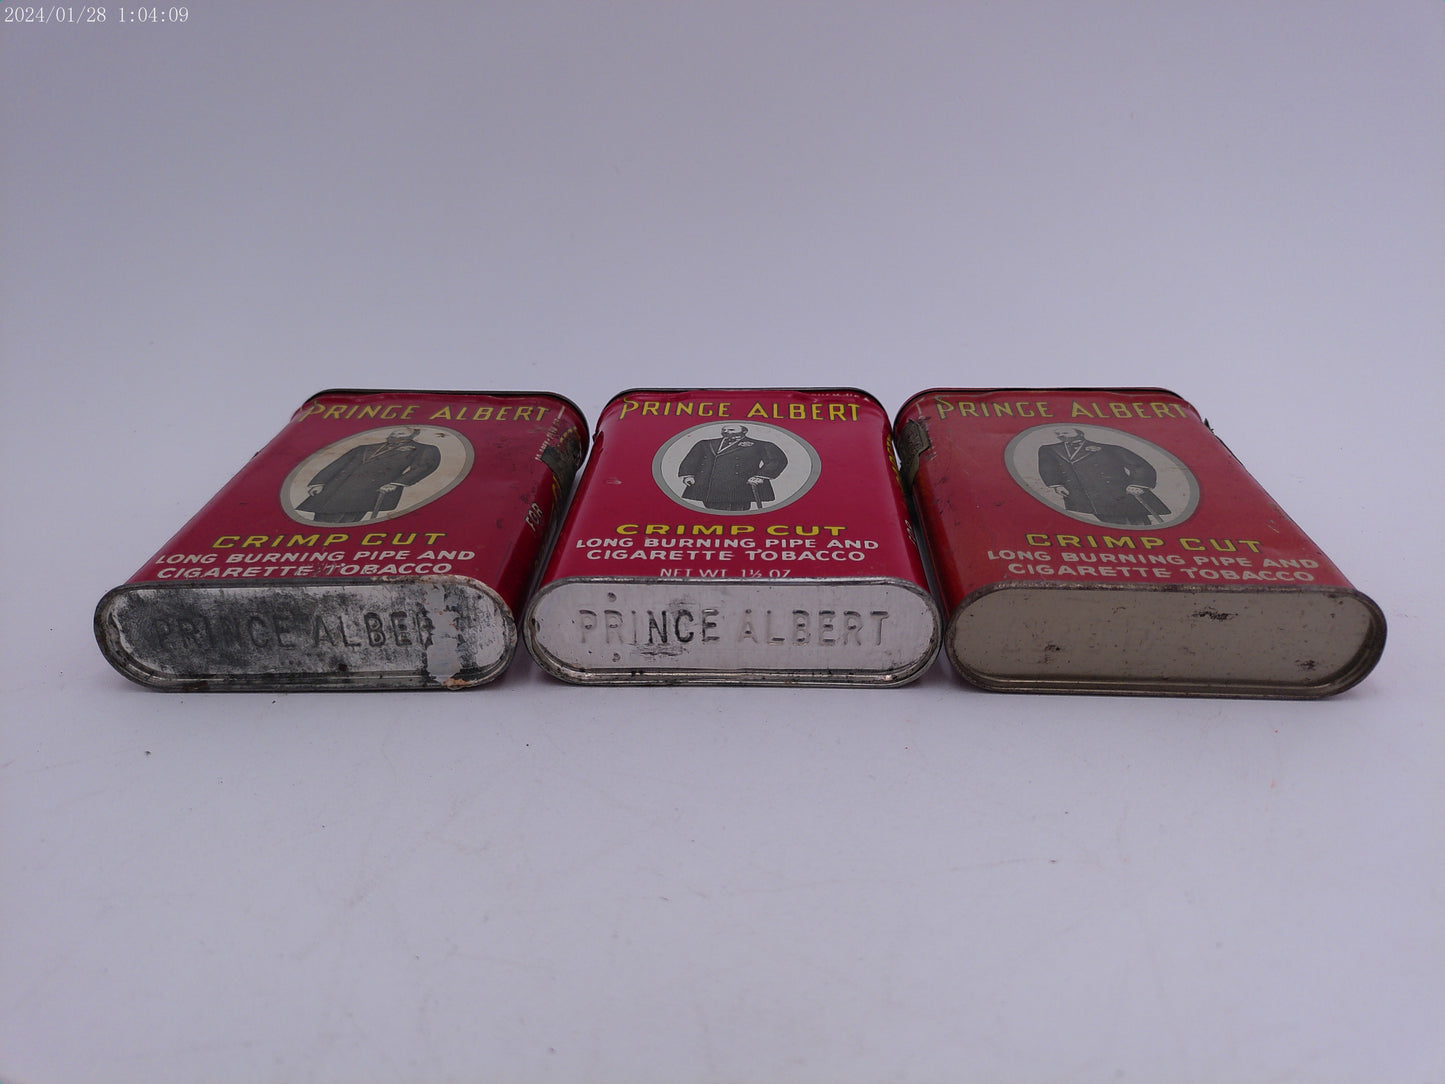 2024/01/28 1:04:09
PRINCE ALBERT
CRIMP CUT
LONG BURNING PIPE AND
CIGARETTE TOBACCO
FOR
PRINCE ALBERT
PRINCE ALBERT
CRIMP CUT
LONG BURNING PIPE AND
CIGARETTE TOBACCO
NET WT. 1½ OZ.
PRINCE ALBERT
PRINCE ALBERT
CRIMP CUT
LONG BURNING PIPE AND
CIGARETTE TOBACCO